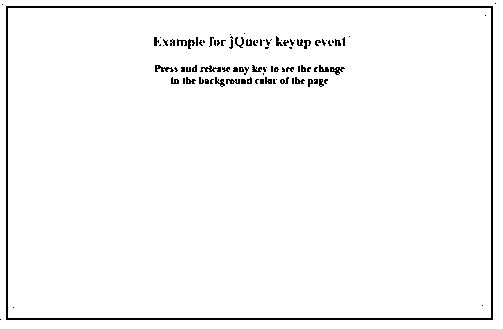 Example for jQuery keyup event
Press and release any key to see the change
in the background color of the page